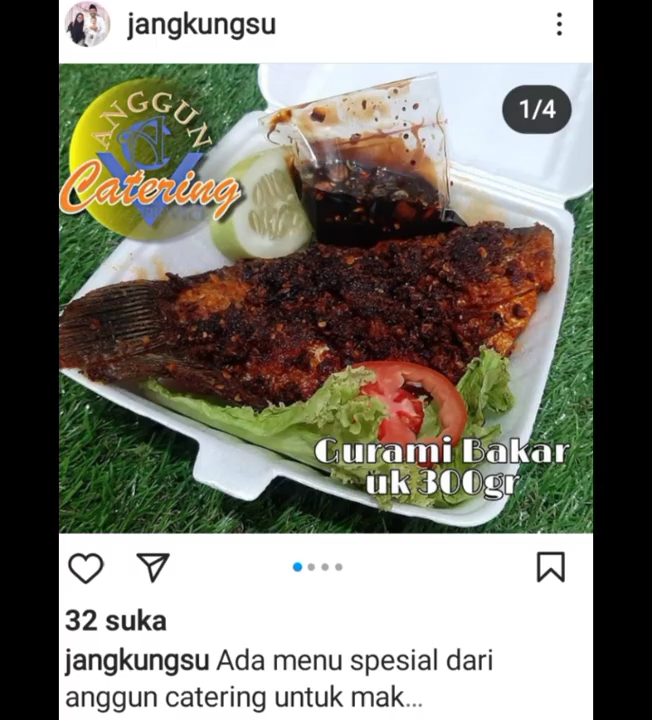 jangkungsu
1/4
ANGGUN
Catering
Gurami Bakar
uk 300gr
32 suka
jangkungsu Ada menu spesial dari
anggun catering untuk mak...